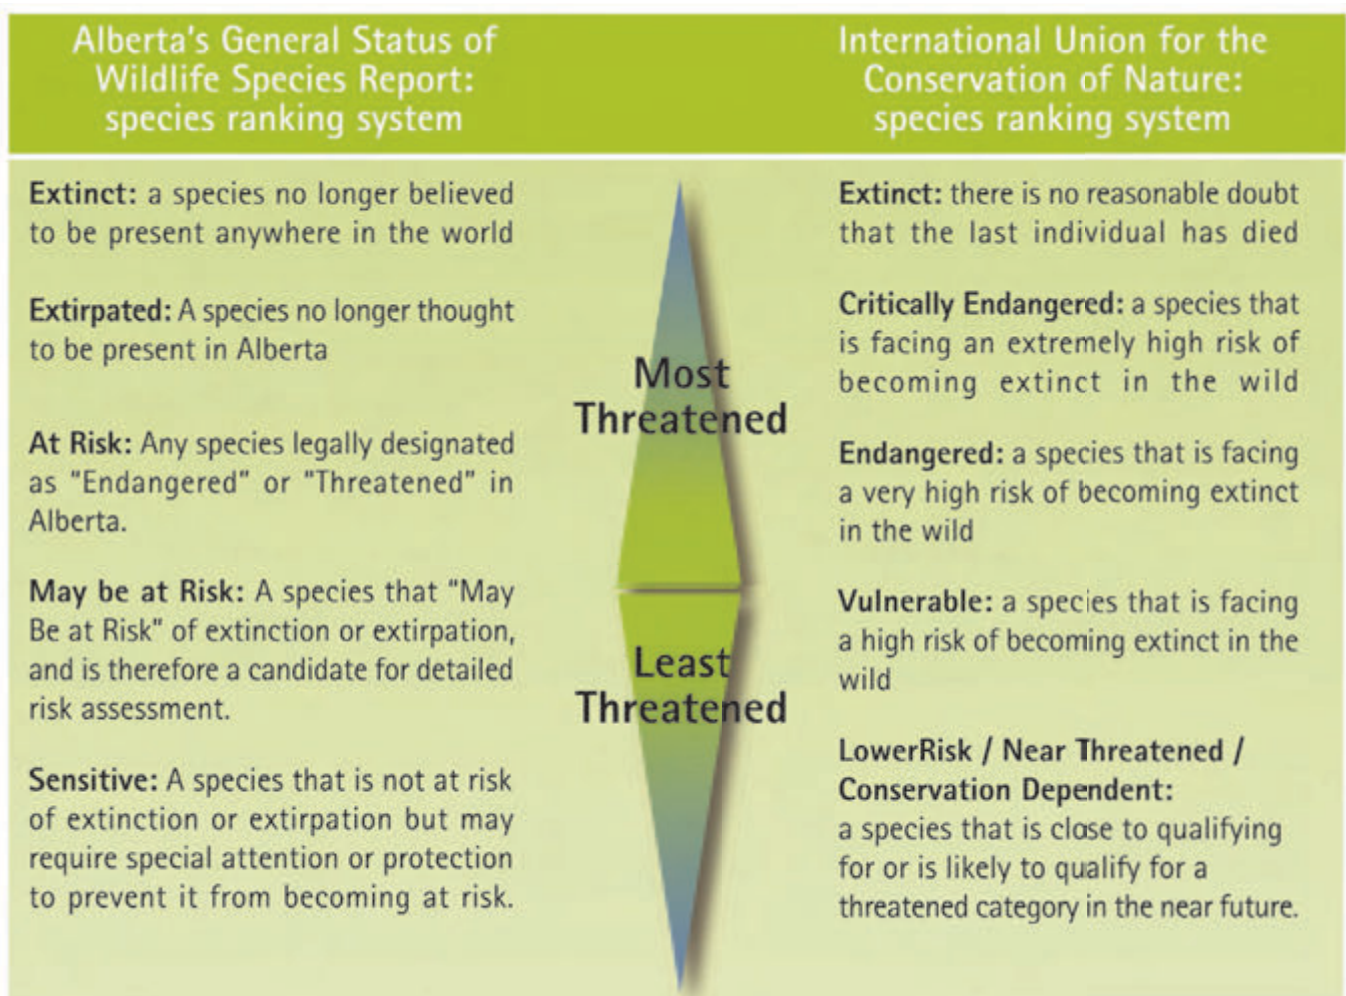 Alberta's General Status of
Wildlife Species Report:
species ranking system
International Union for the
Conservation of Nature:
species ranking system
Extinct: a species no longer believed
to be present anywhere in the world
Extirpated: A species no longer thought
to be present in Alberta
At Risk: Any species legally designated
as "Endangered" or "Threatened" in
Alberta.
May be at Risk: A species that "May
Be at Risk" of extinction or extirpation,
and is therefore a candidate for detailed
risk assessment.
Sensitive: A species that is not at risk
of extinction or extirpation but may
require special attention or protection
to prevent it from becoming at risk.
Most
Threatened
Least
Threatened
Extinct: there is no reasonable doubt
that the last individual has died
Critically Endangered: a species that
is facing an extremely high risk of
becoming extinct in the wild
Endangered: a species that is facing
a very high risk of becoming extinct
in the wild
Vulnerable: a species that is facing
a high risk of becoming extinct in the
wild
LowerRisk / Near Threatened /
Conservation Dependent:
a species that is close to qualifying
for or is likely to qualify for a
threatened category in the near future.